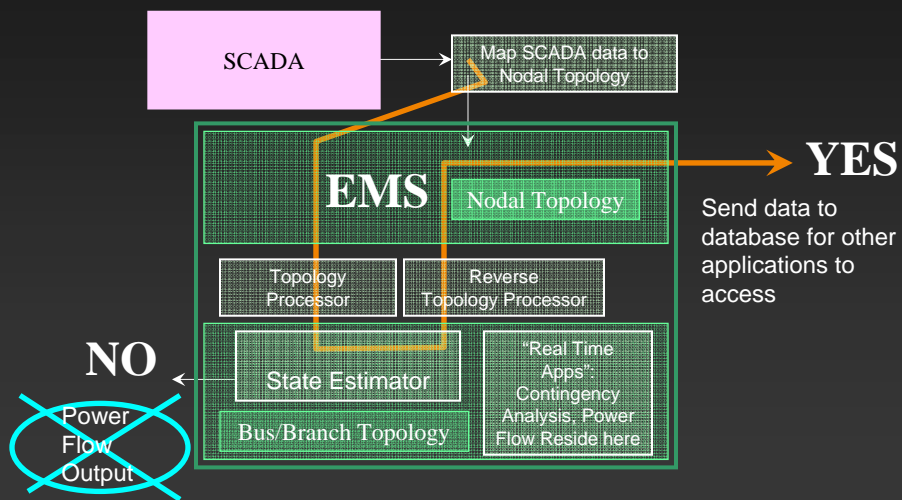 SCADA
Map SCADA data to
Nodal Topology
EMS
Nodal Topology
YES
Send data to
database for other
applications to
access
Topology
Processor
Reverse
Topology Processor
NO
State Estimator
Bus/Branch Topology
“Real Time
Apps”:
Contingency
Analysis, Power
Flow Reside here
Power
Flow
Output